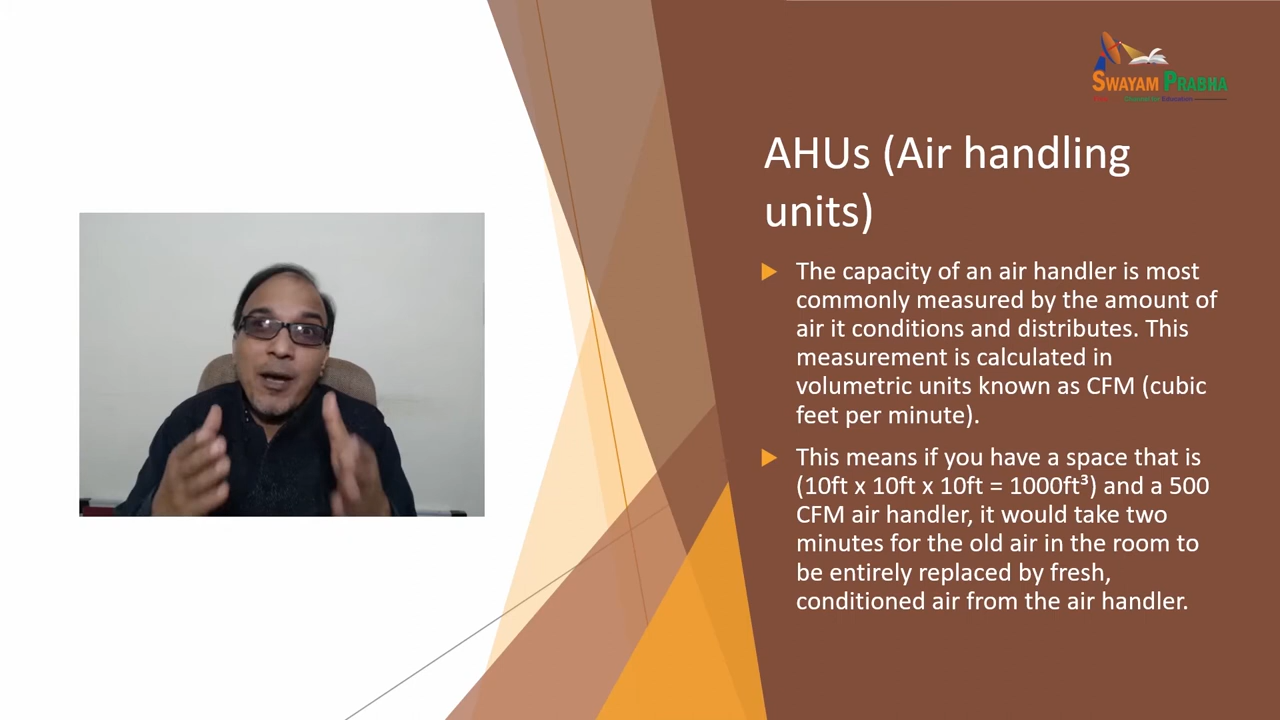 SWAYAM PRABHA
AHUs (Air handling
units)
The capacity of an air handler is most
commonly measured by the amount of
air it conditions and distributes. This
measurement is calculated in
volumetric units known as CFM (cubic
feet per minute).
This means if you have a space that is
(10ft x 10ft x 10ft = 1000ft³) and a 500
CFM air handler, it would take two
minutes for the old air in the room to
be entirely replaced by fresh,
conditioned air from the air handler.